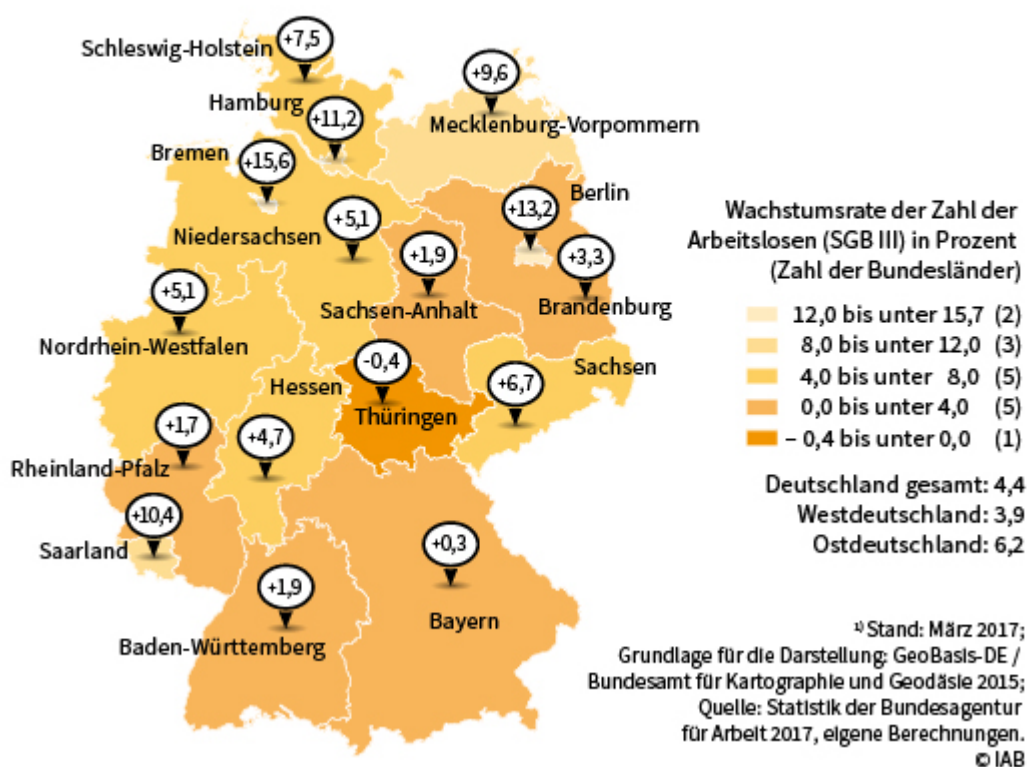 +7,5
Schleswig-Holstein
+9,6
Hamburg
+11,2
Mecklenburg-Vorpommern
Bremen
+15,6
Berlin
+13,2
+5,1
Niedersachsen
+1,9
+3,3
Sachsen-Anhalt
Brandenburg
+5,1
Nordrhein-Westfalen
-0,4
Sachsen
Hessen
+6,7
Thüringen
+1,7
+4,7
Rheinland-Pfalz
+10,4
Saarland
+0,3
+1,9
Bayern
Baden-Württemberg
Wachstumsrate der Zahl der
Arbeitslosen (SGB III) in Prozent
(Zahl der Bundesländer)
12,0 bis unter 15,7 (2)
8,0 bis unter 12,0 (3)
4,0 bis unter 8,0 (5)
0,0 bis unter 4,0 (5)
– 0,4 bis unter 0,0 (1)
Deutschland gesamt: 4,4
Westdeutschland: 3,9
Ostdeutschland: 6,2
¹⁾ Stand: März 2017;
Grundlage für die Darstellung: GeoBasis-DE /
Bundesamt für Kartographie und Geodäsie 2015;
Quelle: Statistik der Bundesagentur
für Arbeit 2017, eigene Berechnungen.
© IAB